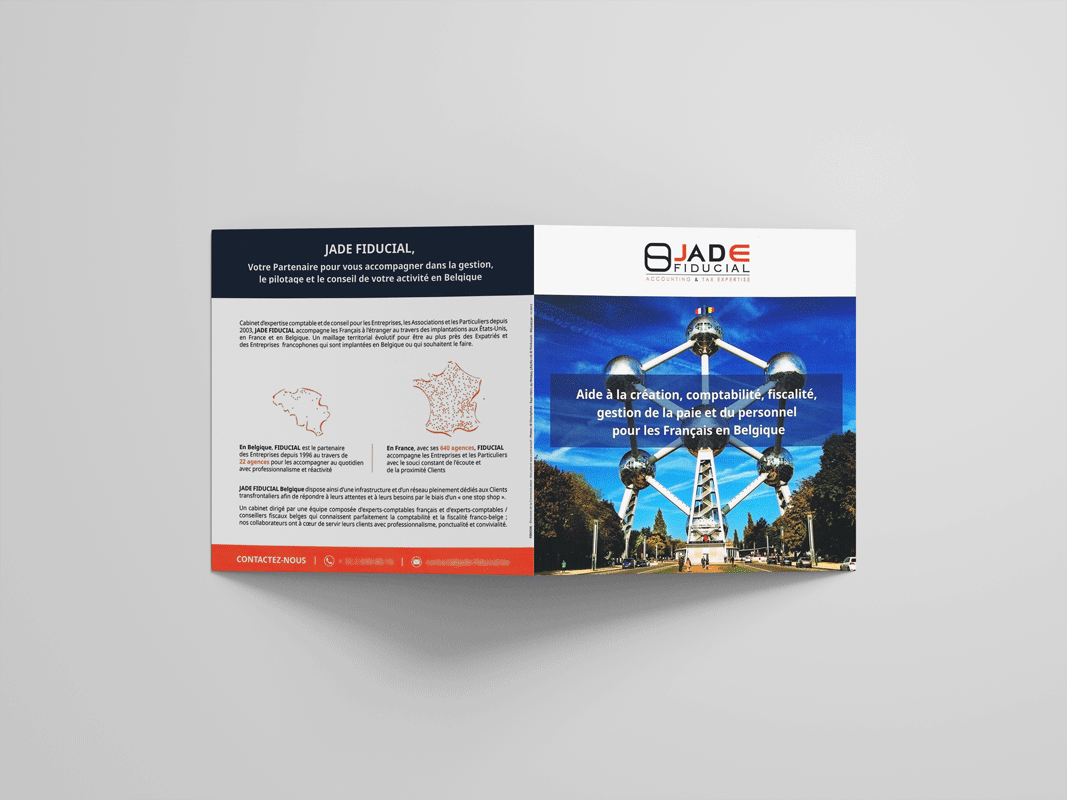 JADE FIDUCIAL,
Votre Partenaire pour vous accompagner dans la gestion,
le pilotage et le conseil de votre activité en Belgique
Cabinet d'expertise comptable et de conseil pour les Entreprises, les Associations et les Particuliers depuis
2003, JADE FIDUCIAL accompagne les Français à l'étranger au travers des implantations aux États-Unis,
en France et en Belgique. Un maillage territorial évolutif pour être au plus près des Expatriés et
des Entreprises francophones qui sont implantées en Belgique ou qui souhaitent le faire.
En Belgique, FIDUCIAL est le partenaire
des Entreprises depuis 1996 au travers de
22 agences pour les accompagner au quotidien
avec professionnalisme et réactivité
En France, avec ses 640 agences, FIDUCIAL
accompagne les Entreprises et les Particuliers
avec le souci constant de l'écoute et
de la proximité Clients
JADE FIDUCIAL Belgique dispose ainsi d'une infrastructure et d'un réseau pleinement dédiés aux Clients
transfrontaliers afin de répondre à leurs attentes et à leurs besoins par le biais d'un « one stop shop ».
Un cabinet dirigé par une équipe composée d'experts-comptables français et d'experts-comptables /
conseillers fiscaux belges qui connaissent parfaitement la comptabilité et la fiscalité franco-belge ;
nos collaborateurs ont à cœur de servir leurs clients avec professionnalisme, ponctualité et convivialité.
CONTACTEZ-NOUS
JADE
FIDUCIAL
ACCOUNTING & TAX EXPERTISE
Aide à la création, comptabilité, fiscalité,
gestion de la paie et du personnel
pour les Français en Belgique